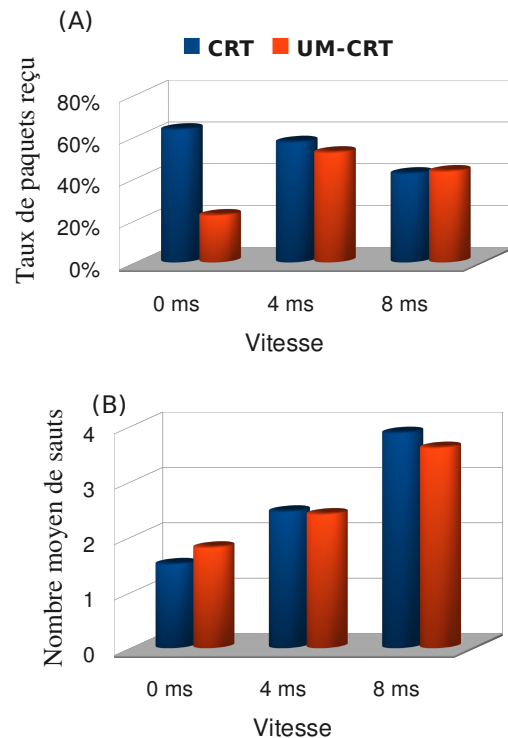 (A)
CRT UM-CRT
Taux de paquets reçu
80%
60%
40%
20%
0%
0 ms 4 ms 8 ms
Vitesse
(B)
Nombre moyen de sauts
4
3
2
1
0
0 ms 4 ms 8 ms
Vitesse